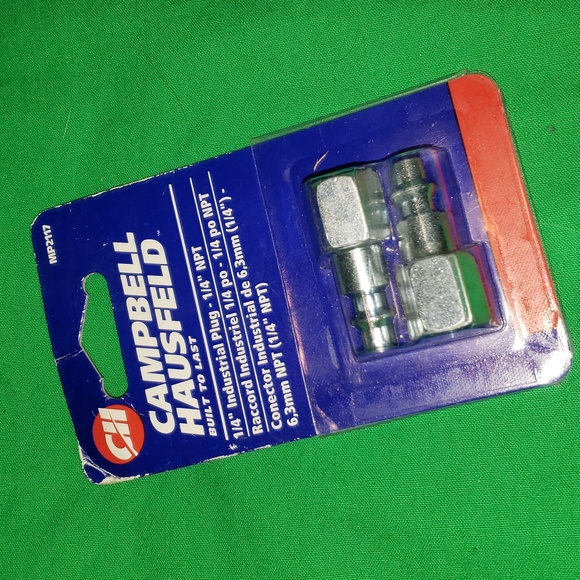 MP2117
CH
CAMPBELL
HAUSFELD™
BUILT TO LAST
1/4" Industrial Plug - 1/4" NPT
Raccord Industriel 1/4 po - 1/4 po NPT
Conector Industrial de 6,3mm (1/4") -
6,3mm NPT (1/4" NPT)